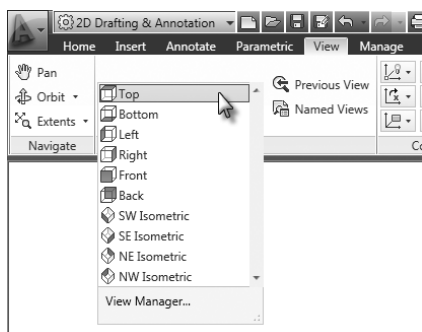 2D Drafting & Annotation
Home Insert Annotate Parametric View Manage
Pan
Orbit
Extents
Navigate
Top
Bottom
Left
Right
Front
Back
SW Isometric
SE Isometric
NE Isometric
NW Isometric
View Manager...
Previous View
Named Views